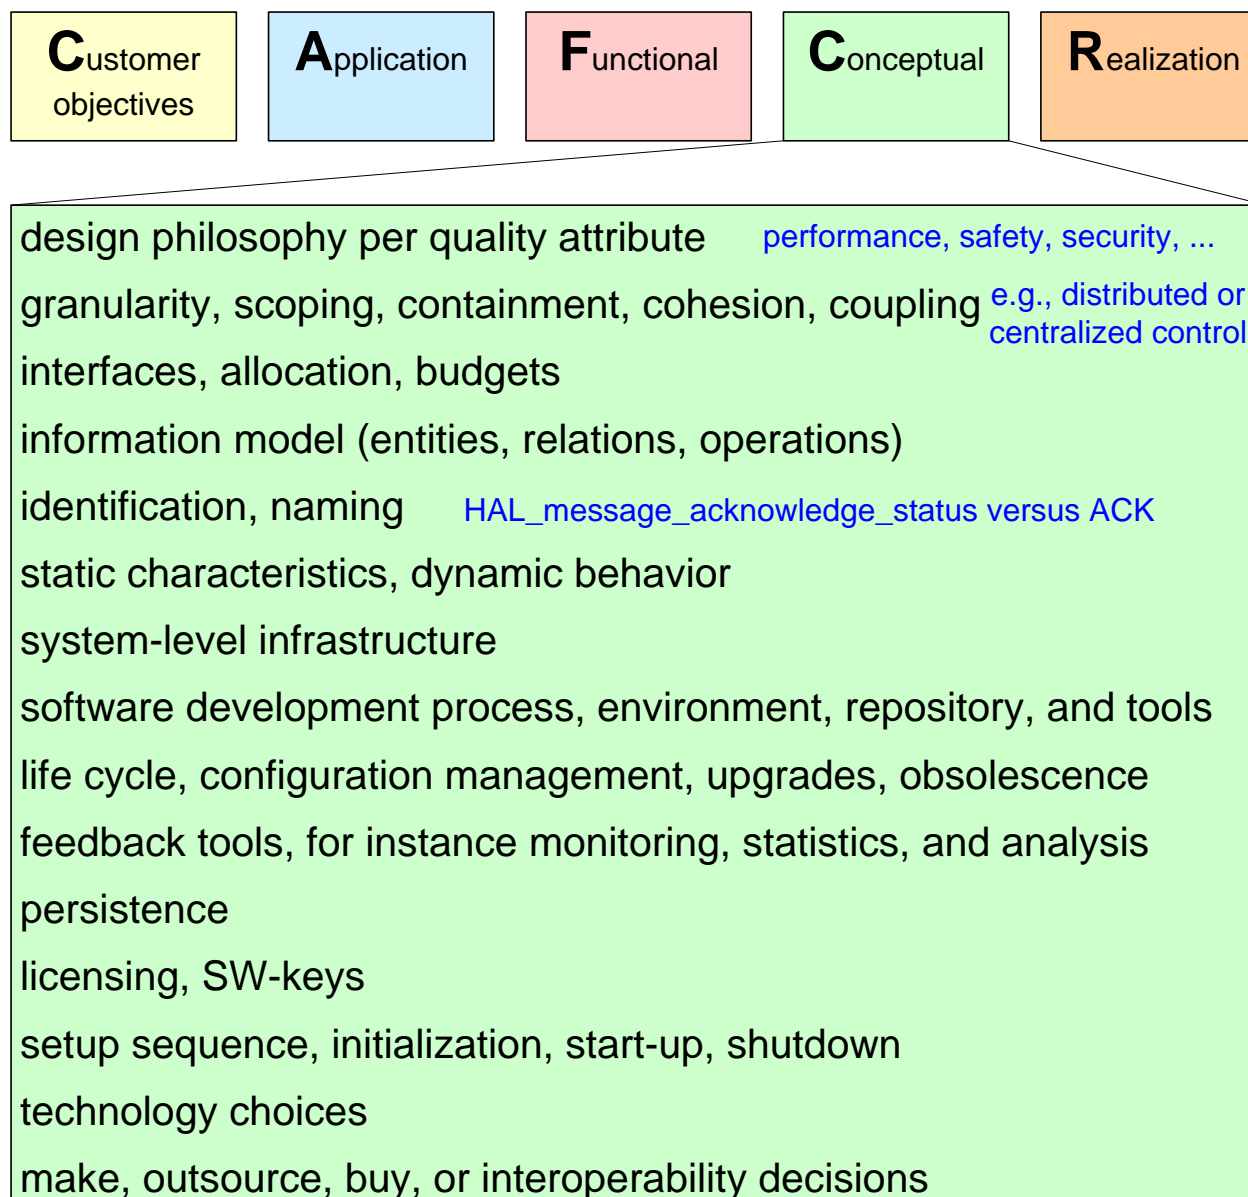 Customer
objectives
Application
Functional
Conceptual
Realization
design philosophy per quality attribute performance, safety, security, ...
granularity, scoping, containment, cohesion, coupling e.g., distributed or
centralized control
interfaces, allocation, budgets
information model (entities, relations, operations)
identification, naming HAL_message_acknowledge_status versus ACK
static characteristics, dynamic behavior
system-level infrastructure
software development process, environment, repository, and tools
life cycle, configuration management, upgrades, obsolescence
feedback tools, for instance monitoring, statistics, and analysis
persistence
licensing, SW-keys
setup sequence, initialization, start-up, shutdown
technology choices
make, outsource, buy, or interoperability decisions